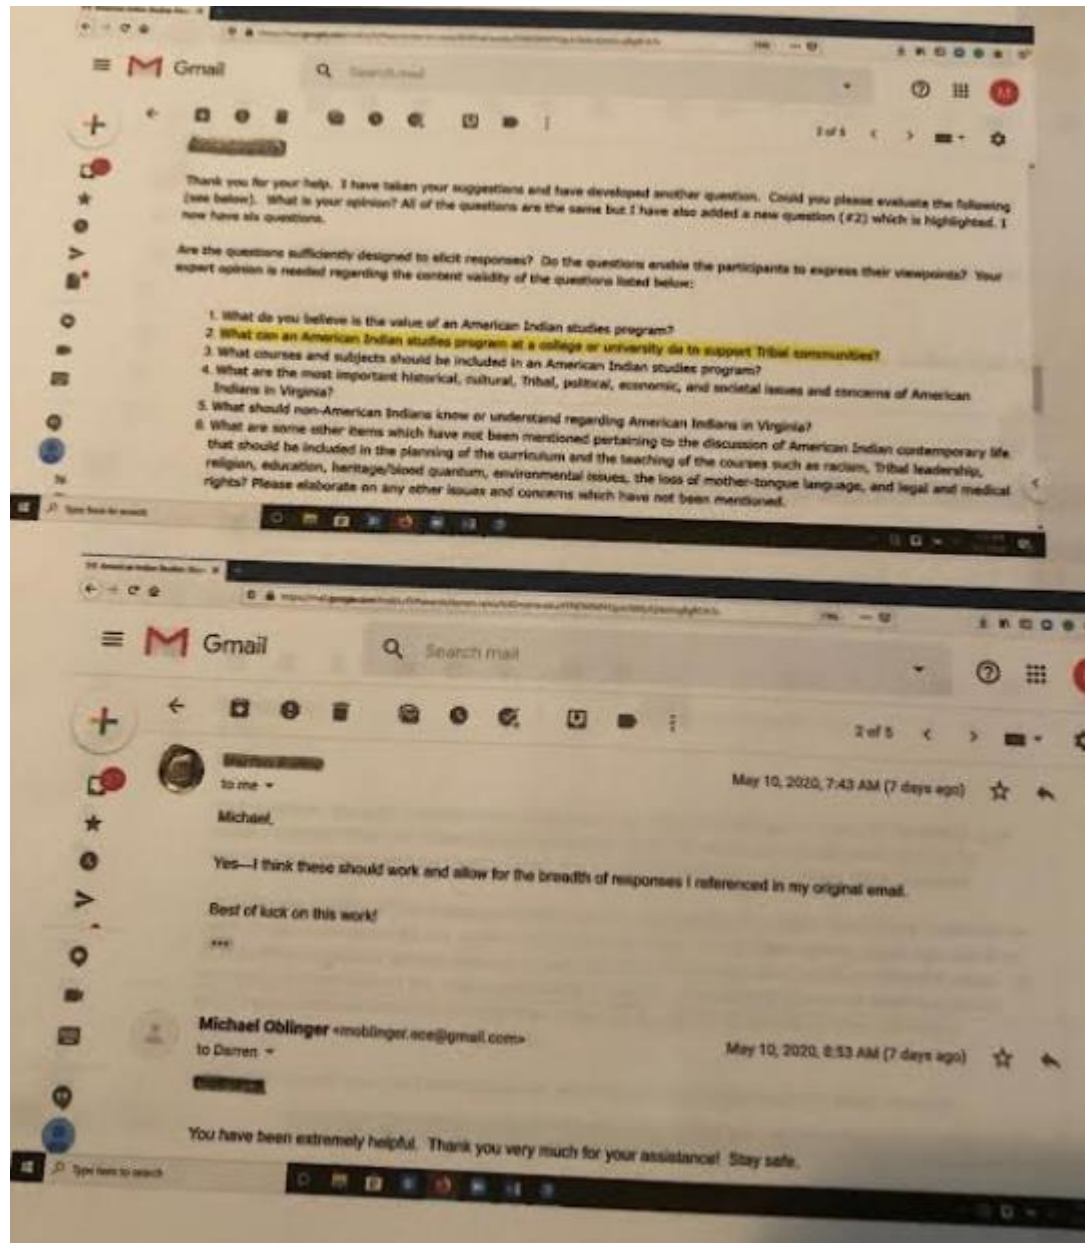 Gmail
Search mail
2 of 5
Thank you for your help. I have taken your suggestions and have developed another question. Could you please evaluate the following
(see below). What is your opinion? All of the questions are the same but I have also added a new question (#2) which is highlighted. I
now have six questions.
Are the questions sufficiently designed to elicit responses? Do the questions enable the participants to express their viewpoints? Your
expert opinion is needed regarding the content validity of the questions listed below:
1. What do you believe is the value of an American Indian studies program?
2. What can an American Indian studies program at a college or university do to support Tribal communities?
3. What courses and subjects should be included in an American Indian studies program?
4. What are the most important historical, cultural, Tribal, political, economic, and societal issues and concerns of American
Indians in Virginia?
5. What should non-American Indians know or understand regarding American Indians in Virginia?
6. What are some other items which have not been mentioned pertaining to the discussion of American Indian contemporary life
that should be included in the planning of the curriculum and the teaching of the courses such as racism, Tribal leadership,
religion, education, heritage/blood quantum, environmental issues, the loss of mother-tongue language, and legal and medical
rights? Please elaborate on any other issues and concerns which have not been mentioned.
Type here to search
Gmail
Search mail
2 of 5
to me
May 10, 2020, 7:43 AM (7 days ago)
Michael,
Yes—I think these should work and allow for the breadth of responses I referenced in my original email.
Best of luck on this work!
Michael Oblinger <moblinger.ace@gmail.com>
to Darren
May 10, 2020, 8:53 AM (7 days ago)
You have been extremely helpful. Thank you very much for your assistance! Stay safe.
Type here to search